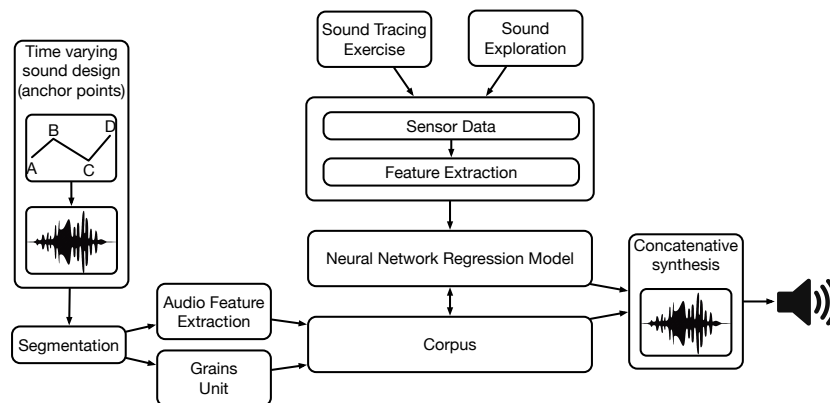 Time varying
sound design
(anchor points)
A
B
C
D
Sound Tracing
Exercise
Sound
Exploration
Sensor Data
Feature Extraction
Neural Network Regression Model
Concatenative
synthesis
Segmentation
Audio Feature
Extraction
Grains
Unit
Corpus